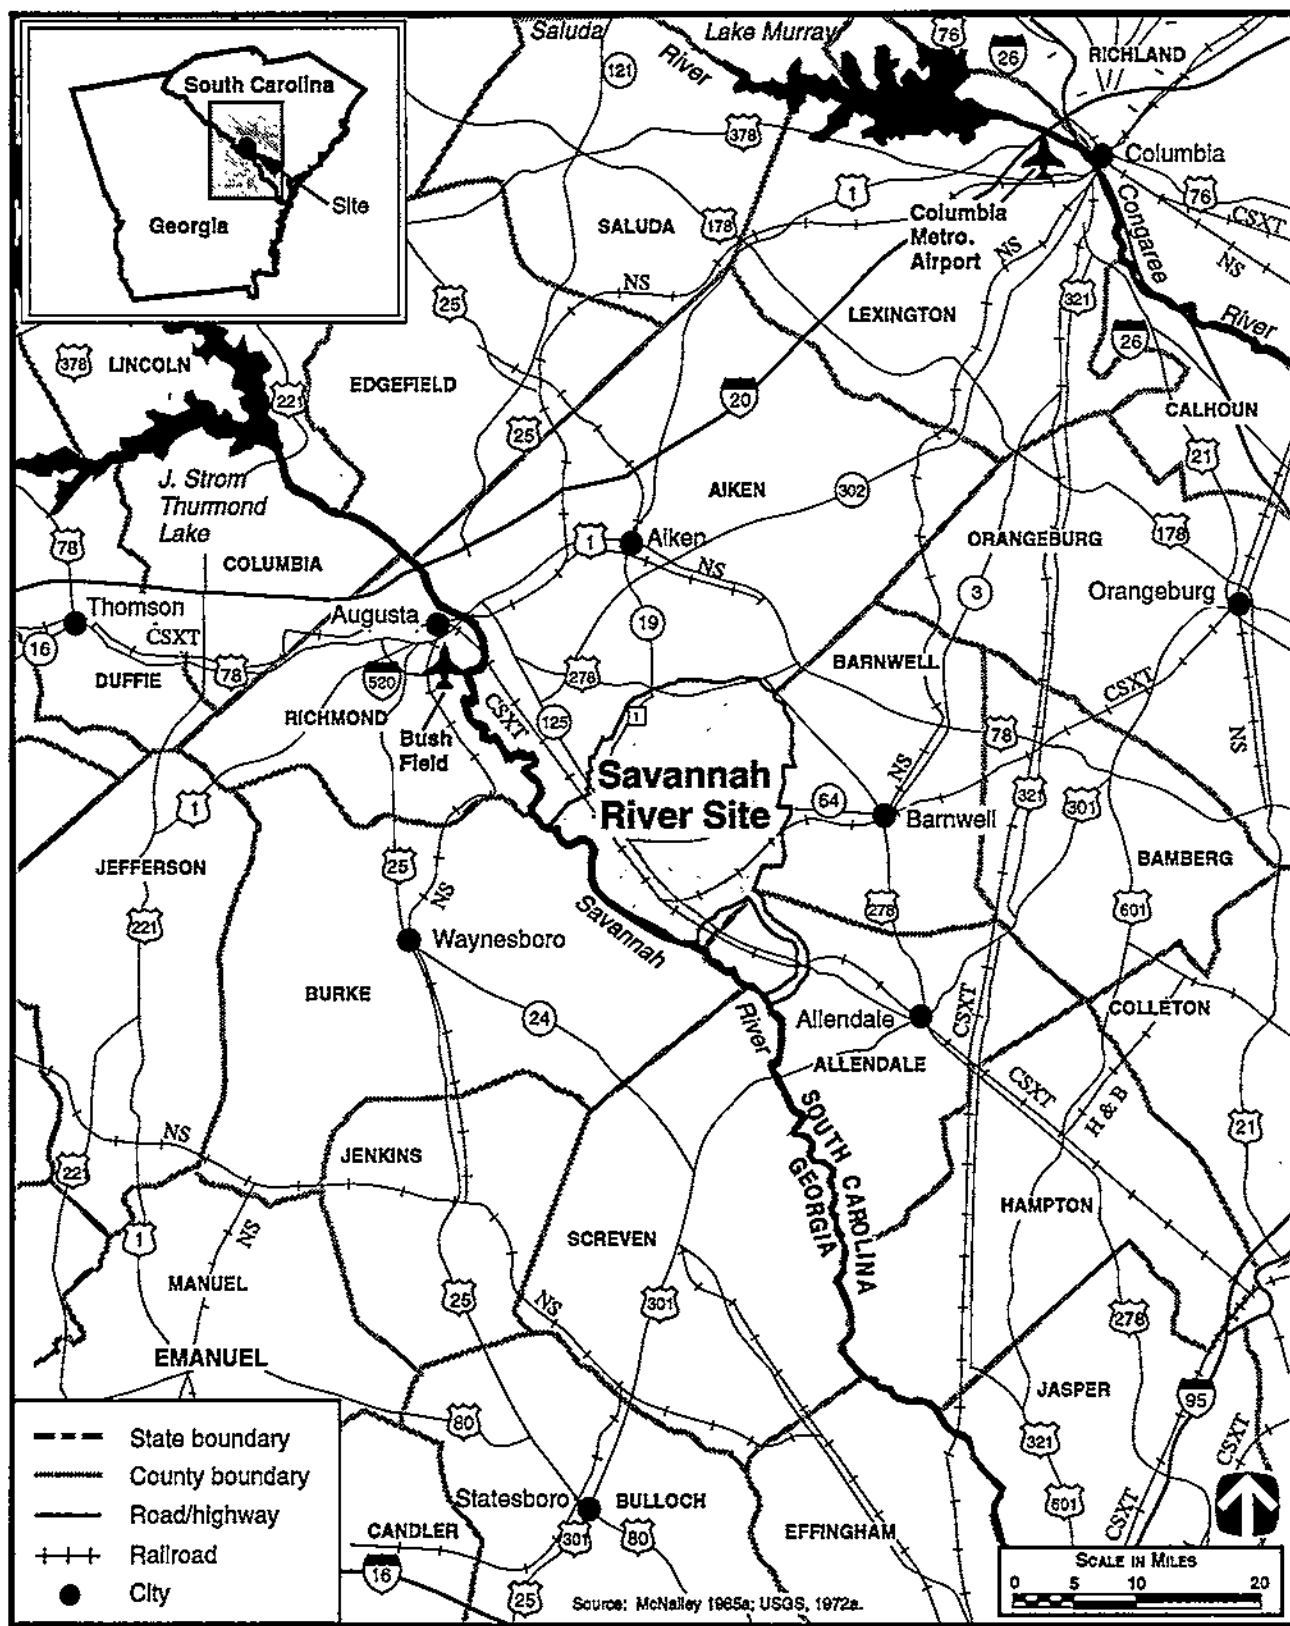 South Carolina
Georgia
Site
Saluda
River
Lake Murray
76
26
RICHLAND
121
378
Columbia
1
76
CSXT
SALUDA
178
Columbia
Metro.
Airport
NS
Congaree
NS
NS
25
321
LEXINGTON
River
26
378
LINCOLN
EDGEFIELD
221
20
CALHOUN
25
21
J. Strom
Thurmond
Lake
AIKEN
302
78
1
Aiken
ORANGEBURG
178
COLUMBIA
NS
3
Orangeburg
Thomson
Augusta
19
16
CSXT
BARNWELL
DUFFIE
78
520
278
CSXT
RICHMOND
CSXT
125
1
78
NS
Bush
Field
Savannah
River Site
NS
1
64
321
301
Barnwell
JEFFERSON
25
BAMBERG
NS
278
601
221
Savannah
Waynesboro
BURKE
24
River
Allendale
CSXT
COLLETON
ALLENDALE
CSXT
H & B
SOUTH CAROLINA
GEORGIA
21
NS
JENKINS
221
NS
HAMPTON
1
SCREVEN
MANUEL
25
NS
301
278
EMANUEL
JASPER
95
80
321
CSXT
State boundary
County boundary
Road/highway
Railroad
City
Statesboro
BULLOCH
601
CSXT
CANDLER
301
80
EFFINGHAM
16
25
SCALE IN MILES
0 5 10 20
Source: McNalley 1985a; USGS, 1972a.